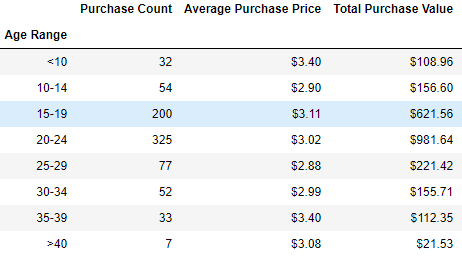 Purchase Count Average Purchase Price Total Purchase Value
Age Range
<10 32 $3.40 $108.96
10-14 54 $2.90 $156.60
15-19 200 $3.11 $621.56
20-24 325 $3.02 $981.64
25-29 77 $2.88 $221.42
30-34 52 $2.99 $155.71
35-39 33 $3.40 $112.35
>40 7 $3.08 $21.53